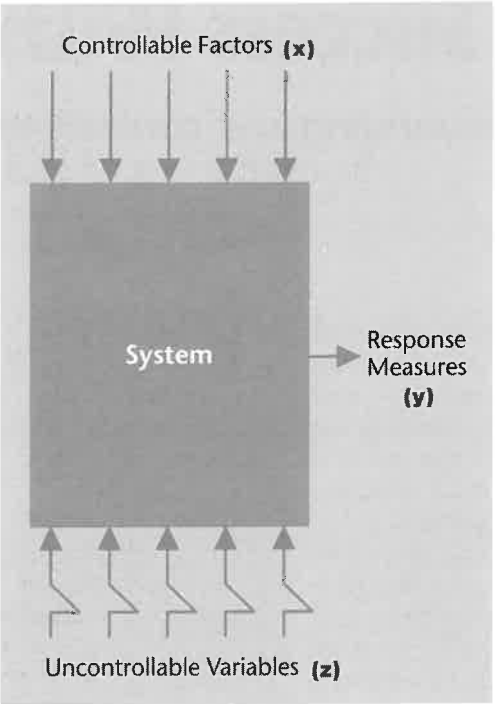 Controllable Factors (x)
System
Response
Measures
(y)
Uncontrollable Variables (z)